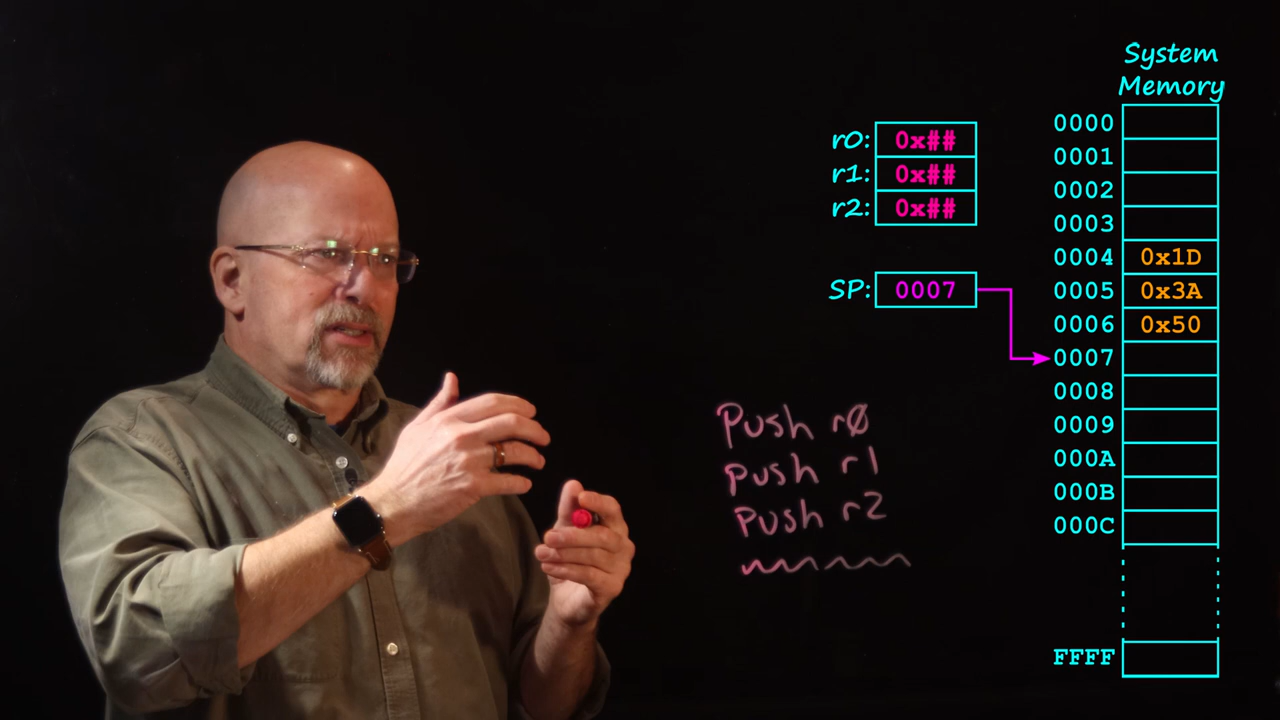 System
Memory
r0: 0x##
r1: 0x##
r2: 0x##
SP: 0007
0000
0001
0002
0003
0004 0x1D
0005 0x3A
0006 0x50
0007
0008
0009
000A
000B
000C
FFFF
Push r0
push r1
push r2